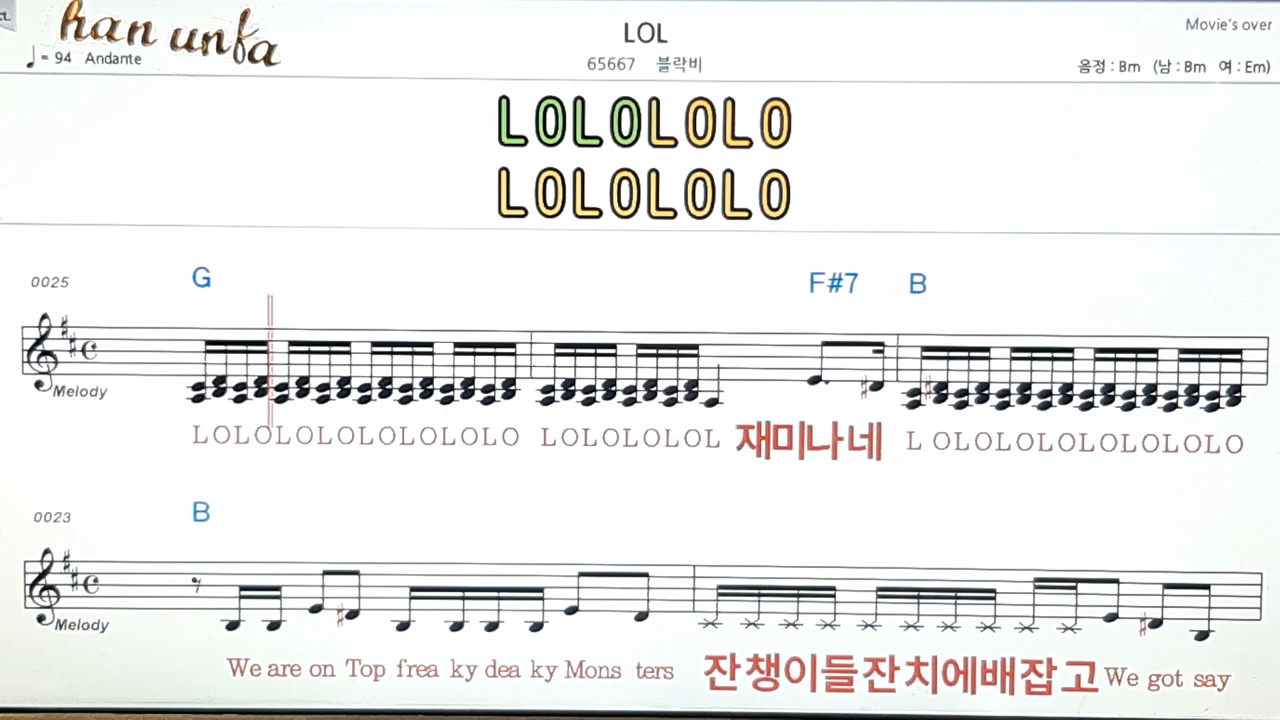 han unfa
LOL
Movie's over
♩= 94 Andante
65667 블락비
음정 : Bm (남 : Bm 여 : Em)
LOLOLOLO
LOLOLOLO
0025
G F#7 B
Melody
LOLOLOLOLOLOLOLO LOLOLOLOL 재미나네 L OLOLOLOLOLOLOLO
0023
B
Melody
We are on Top frea ky dea ky Mons ters 잔챙이들잔치에배잡고 We got say